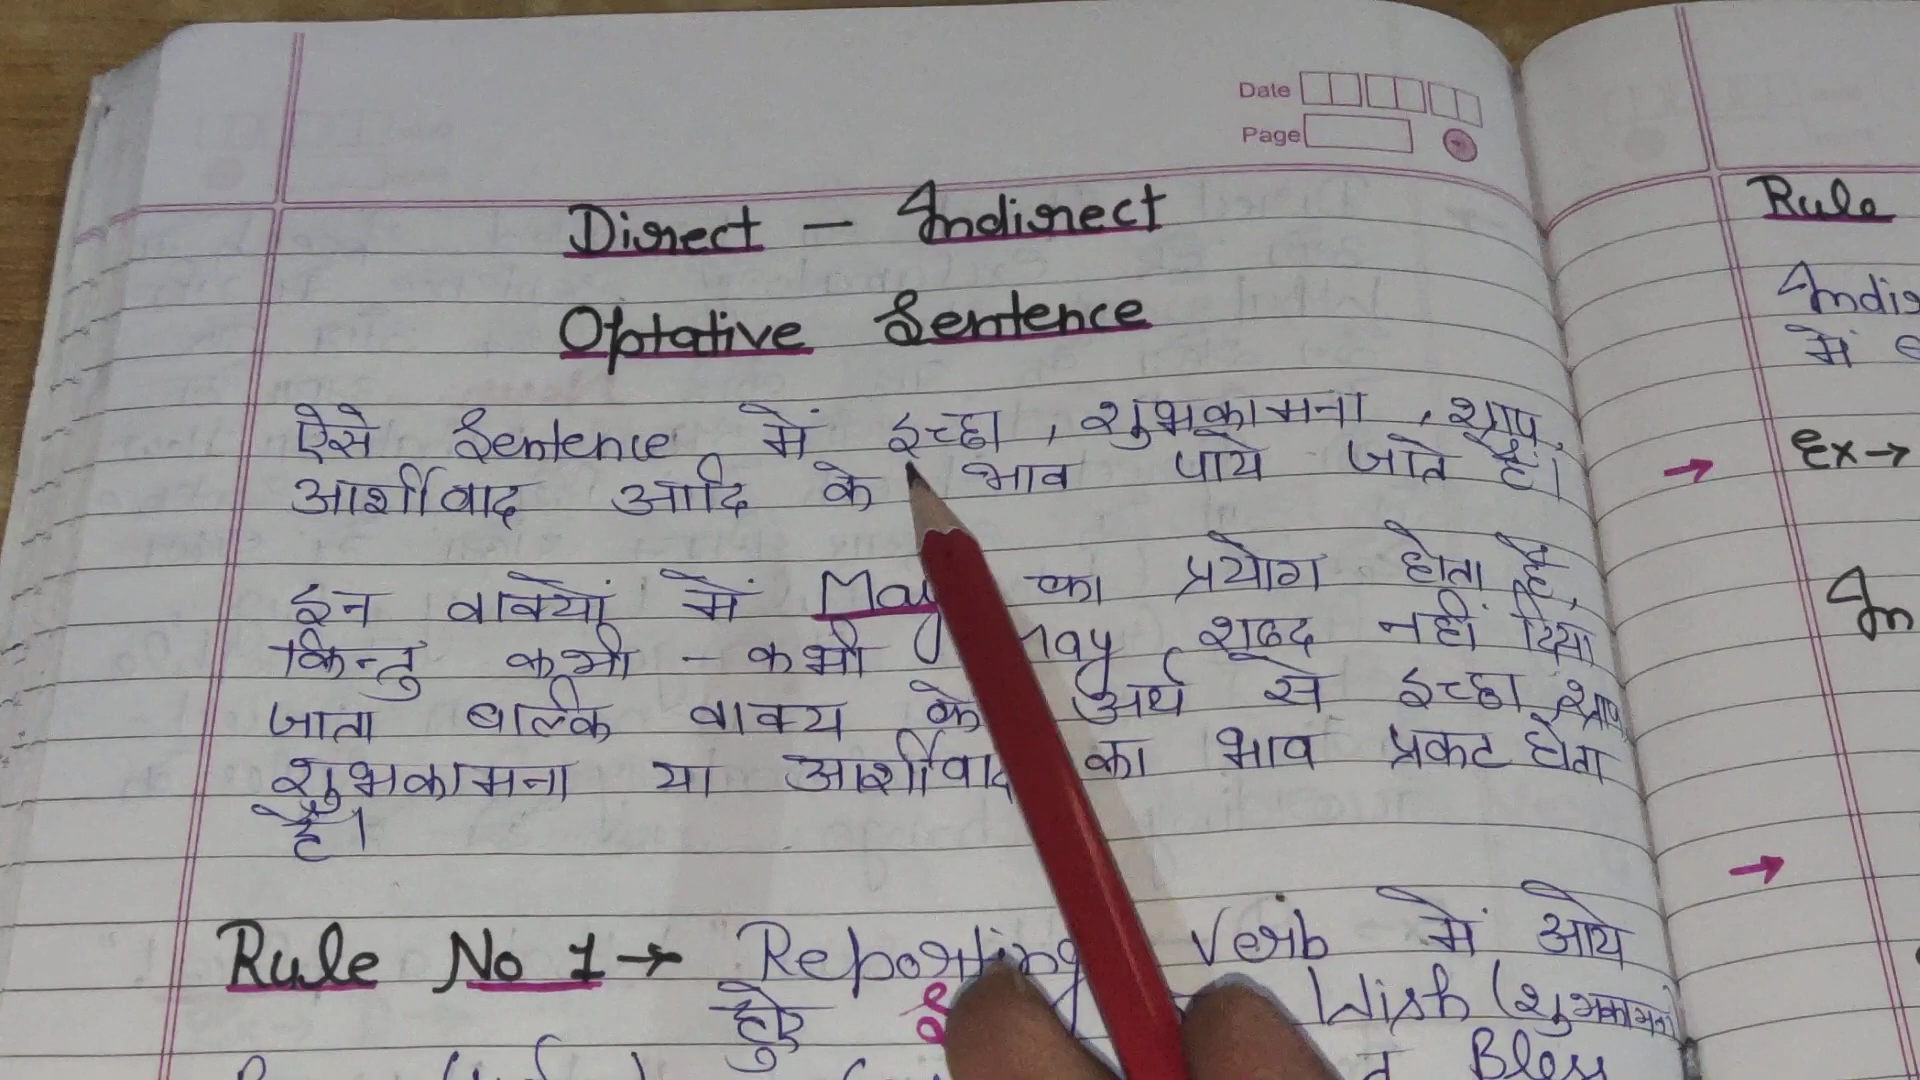 Date
Page
Direct – Indirect
Optative Sentence
ऐसे Sentence में इच्छा, शुभकामना, श्राप,
आर्शीवाद आदि के भाव पाये जाते हैं।
इन वाक्यों में May का प्रयोग होता है,
किन्तु कभी - कभी may शब्द नहीं दिया
जाता बल्कि वाक्य के अर्थ से इच्छा, श्राप
शुभकामना या आर्शीवाद का भाव प्रकट होता
है।
Rule No 1 → Reporting Verb में आये
हुए Wish (शुभकामना)
Bless
Rule
में
Ex →